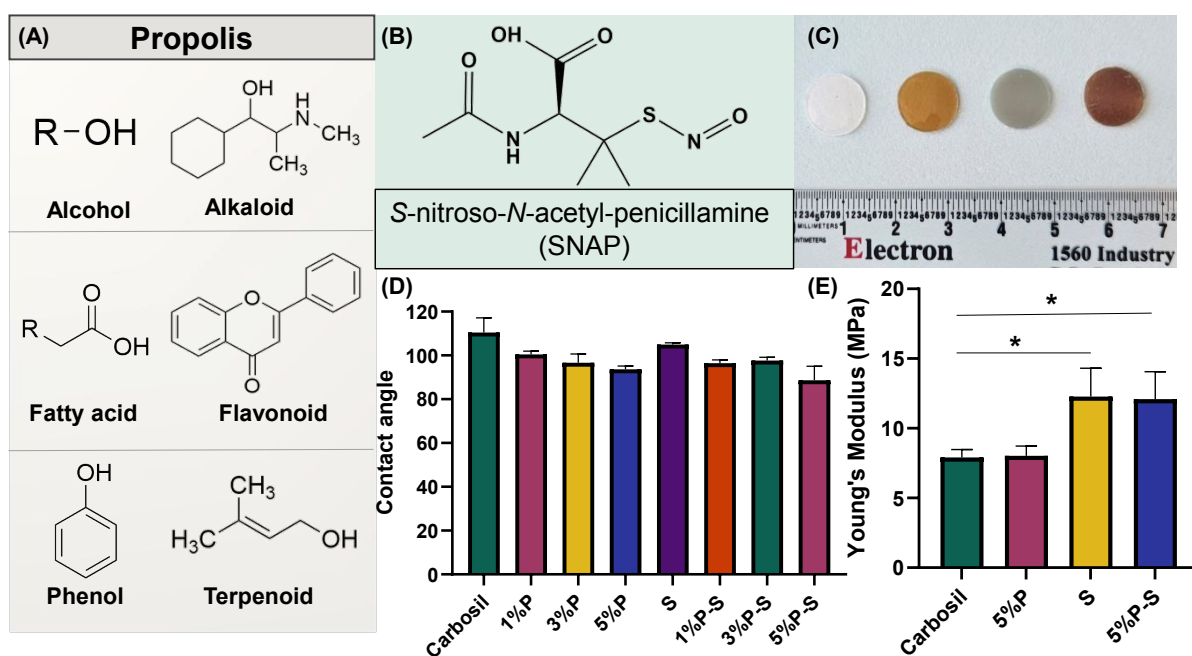 (A)
Propolis
R-OH
Alcohol
OH
H
N
CH3
CH3
Alkaloid
O
R
OH
Fatty acid
O
O
Flavonoid
OH
Phenol
CH3
H3C
OH
Terpenoid
(B)
OH
O
O
N
H
S
N
O
S-nitroso-N-acetyl-penicillamine
(SNAP)
(C)
1 2 3 4 5 6 7
MILLIMETERS
CENTIMETERS
Electron
1560 Industry
(D)
Contact angle
120
100
80
60
40
20
0
Carbosil
1%P
3%P
5%P
S
1%P-S
3%P-S
5%P-S
(E)
Young's Modulus (MPa)
20
15
10
5
0
*
*
Carbosil
5%P
S
5%P-S